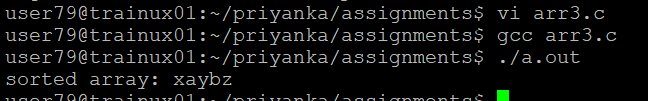 user79@trainux01:~/priyanka/assignments$ vi arr3.c
user79@trainux01:~/priyanka/assignments$ gcc arr3.c
user79@trainux01:~/priyanka/assignments$ ./a.out
sorted array: xaybz
user79@trainux01:~/priyanka/assignments$